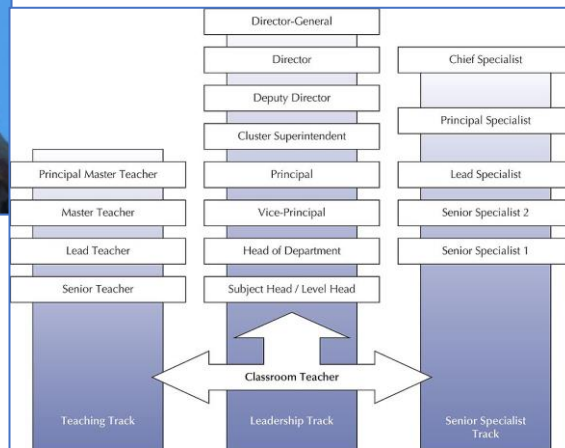 Director-General
Director
Chief Specialist
Deputy Director
Principal Specialist
Cluster Superintendent
Principal Master Teacher
Principal
Lead Specialist
Master Teacher
Vice-Principal
Senior Specialist 2
Lead Teacher
Head of Department
Senior Specialist 1
Senior Teacher
Subject Head / Level Head
Classroom Teacher
Teaching Track
Leadership Track
Senior Specialist
Track